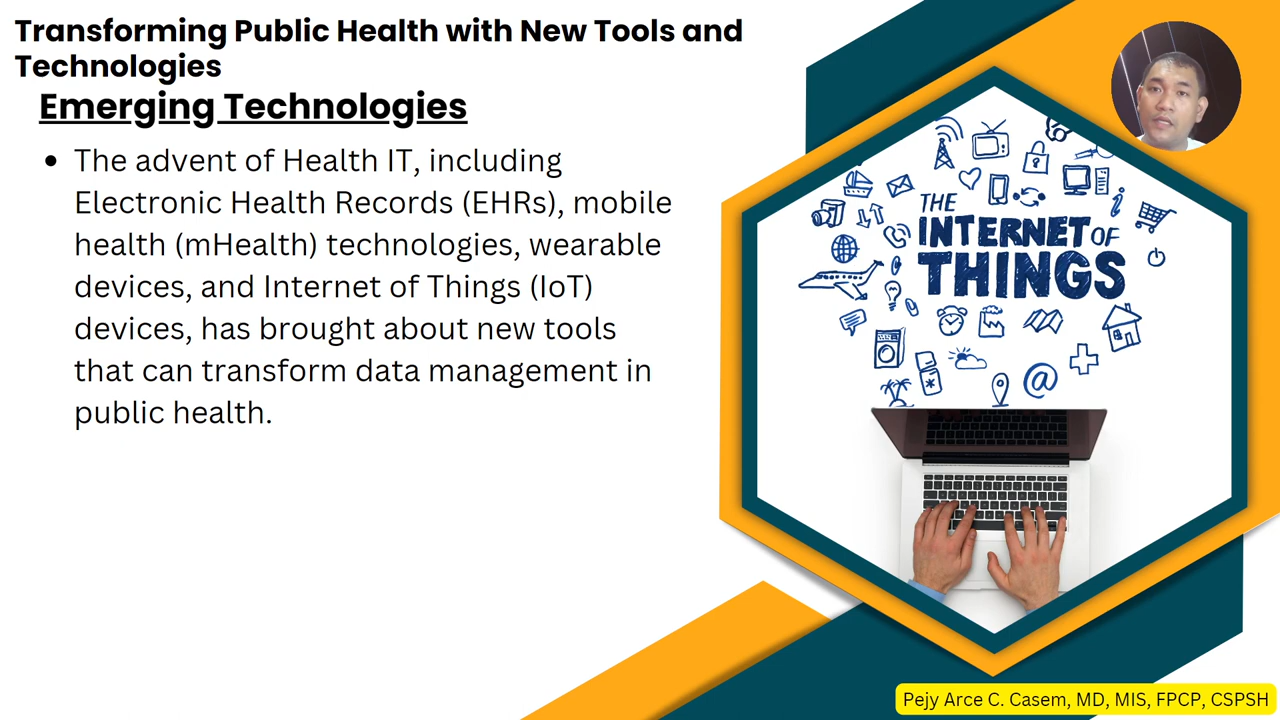 Transforming Public Health with New Tools and
Technologies
Emerging Technologies
• The advent of Health IT, including
Electronic Health Records (EHRs), mobile
health (mHealth) technologies, wearable
devices, and Internet of Things (IoT)
devices, has brought about new tools
that can transform data management in
public health.
THE
INTERNET OF
THINGS
Pejy Arce C. Casem, MD, MIS, FPCP, CSPSH